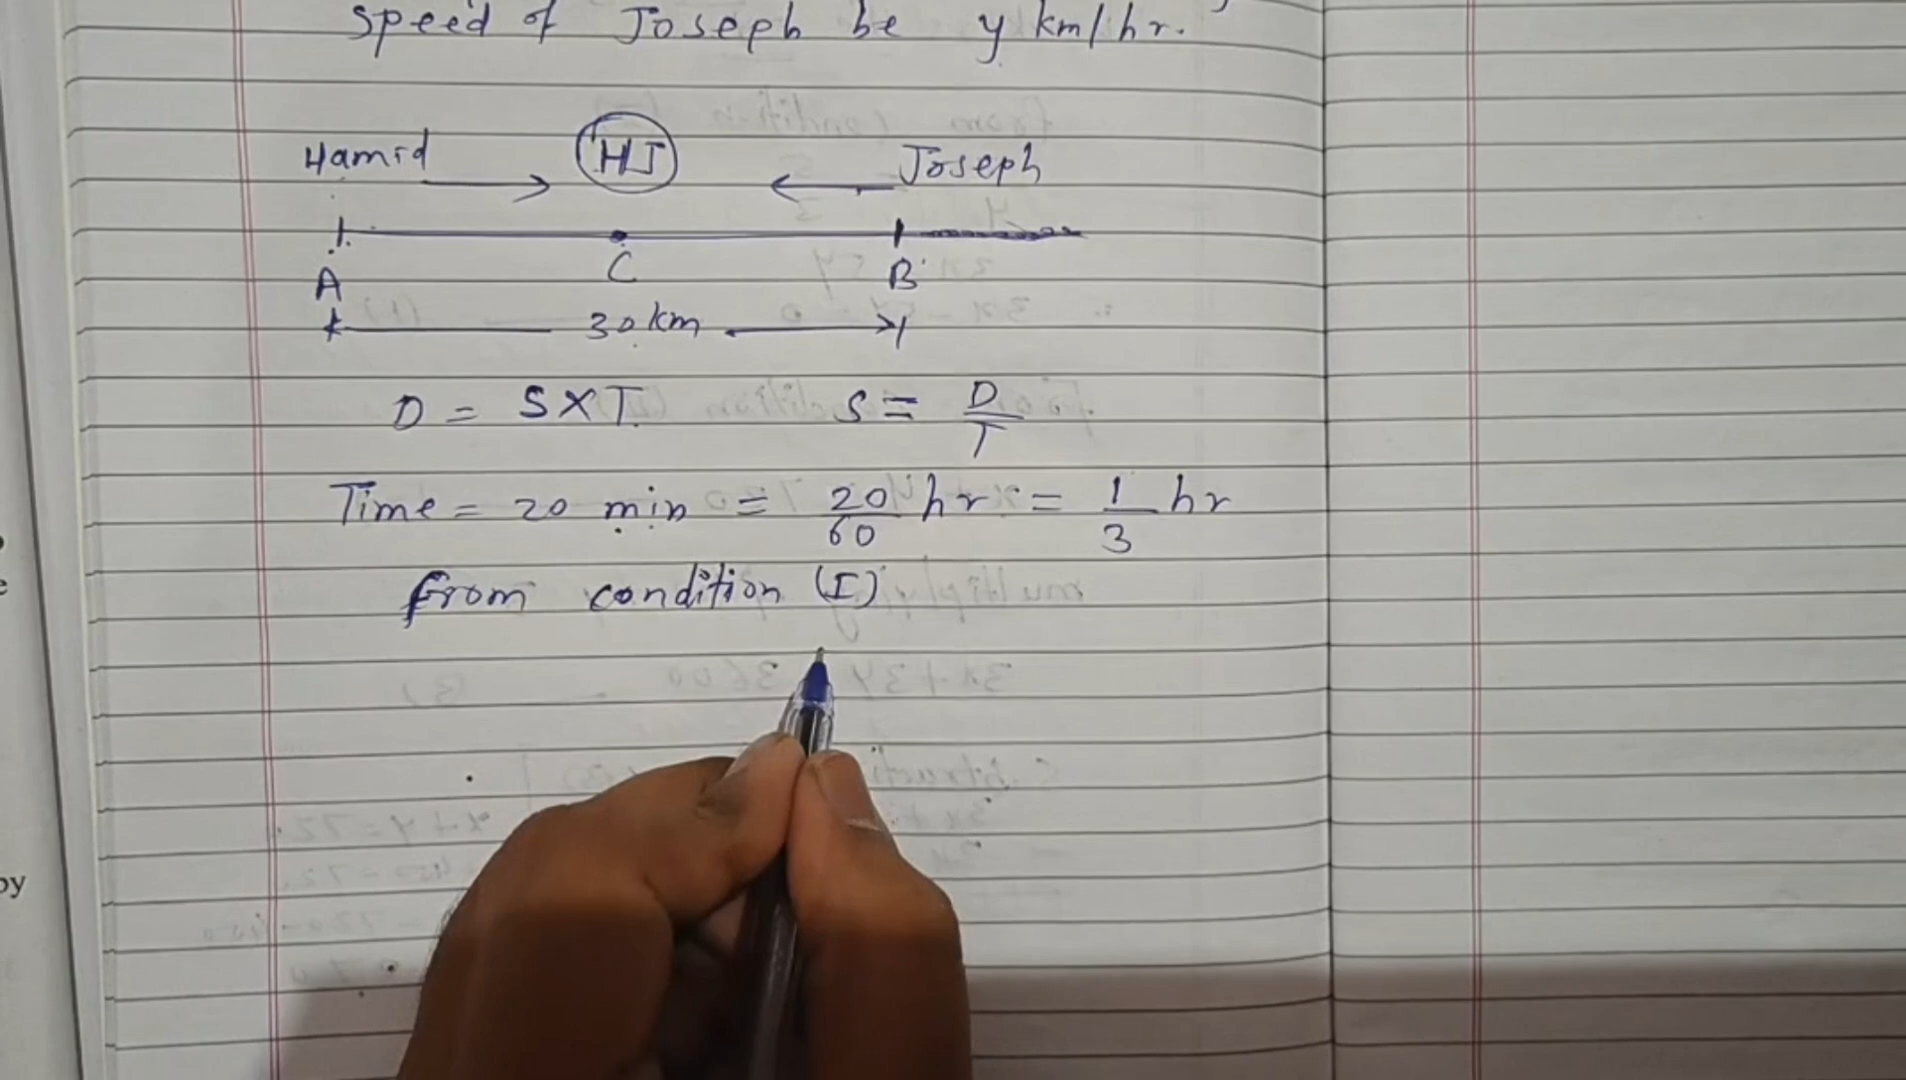 Speed of Joseph be y km/hr.
Hamid HJ Joseph
A C B
30 km
D = S×T S = D/T
Time = 20 min = 20/60 hr = 1/3 hr
from condition (I)
by